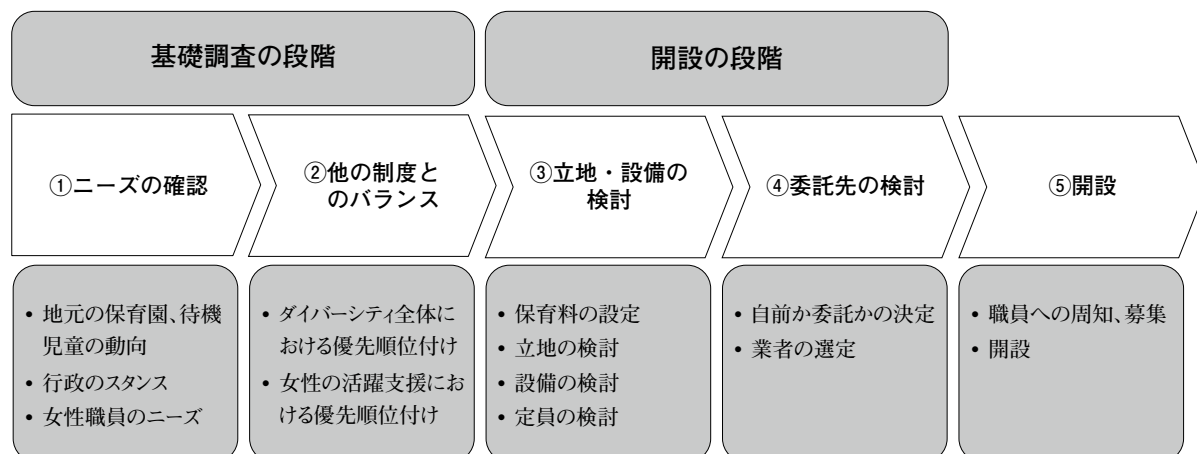 基礎調査の段階
開設の段階
①ニーズの確認
②他の制度と
のバランス
③立地・設備の
検討
④委託先の検討
⑤開設
• 地元の保育園、待機
児童の動向
• 行政のスタンス
• 女性職員のニーズ
• ダイバーシティ全体に
おける優先順位付け
• 女性の活躍支援にお
ける優先順位付け
• 保育料の設定
• 立地の検討
• 設備の検討
• 定員の検討
• 自前か委託かの決定
• 業者の選定
• 職員への周知、募集
• 開設